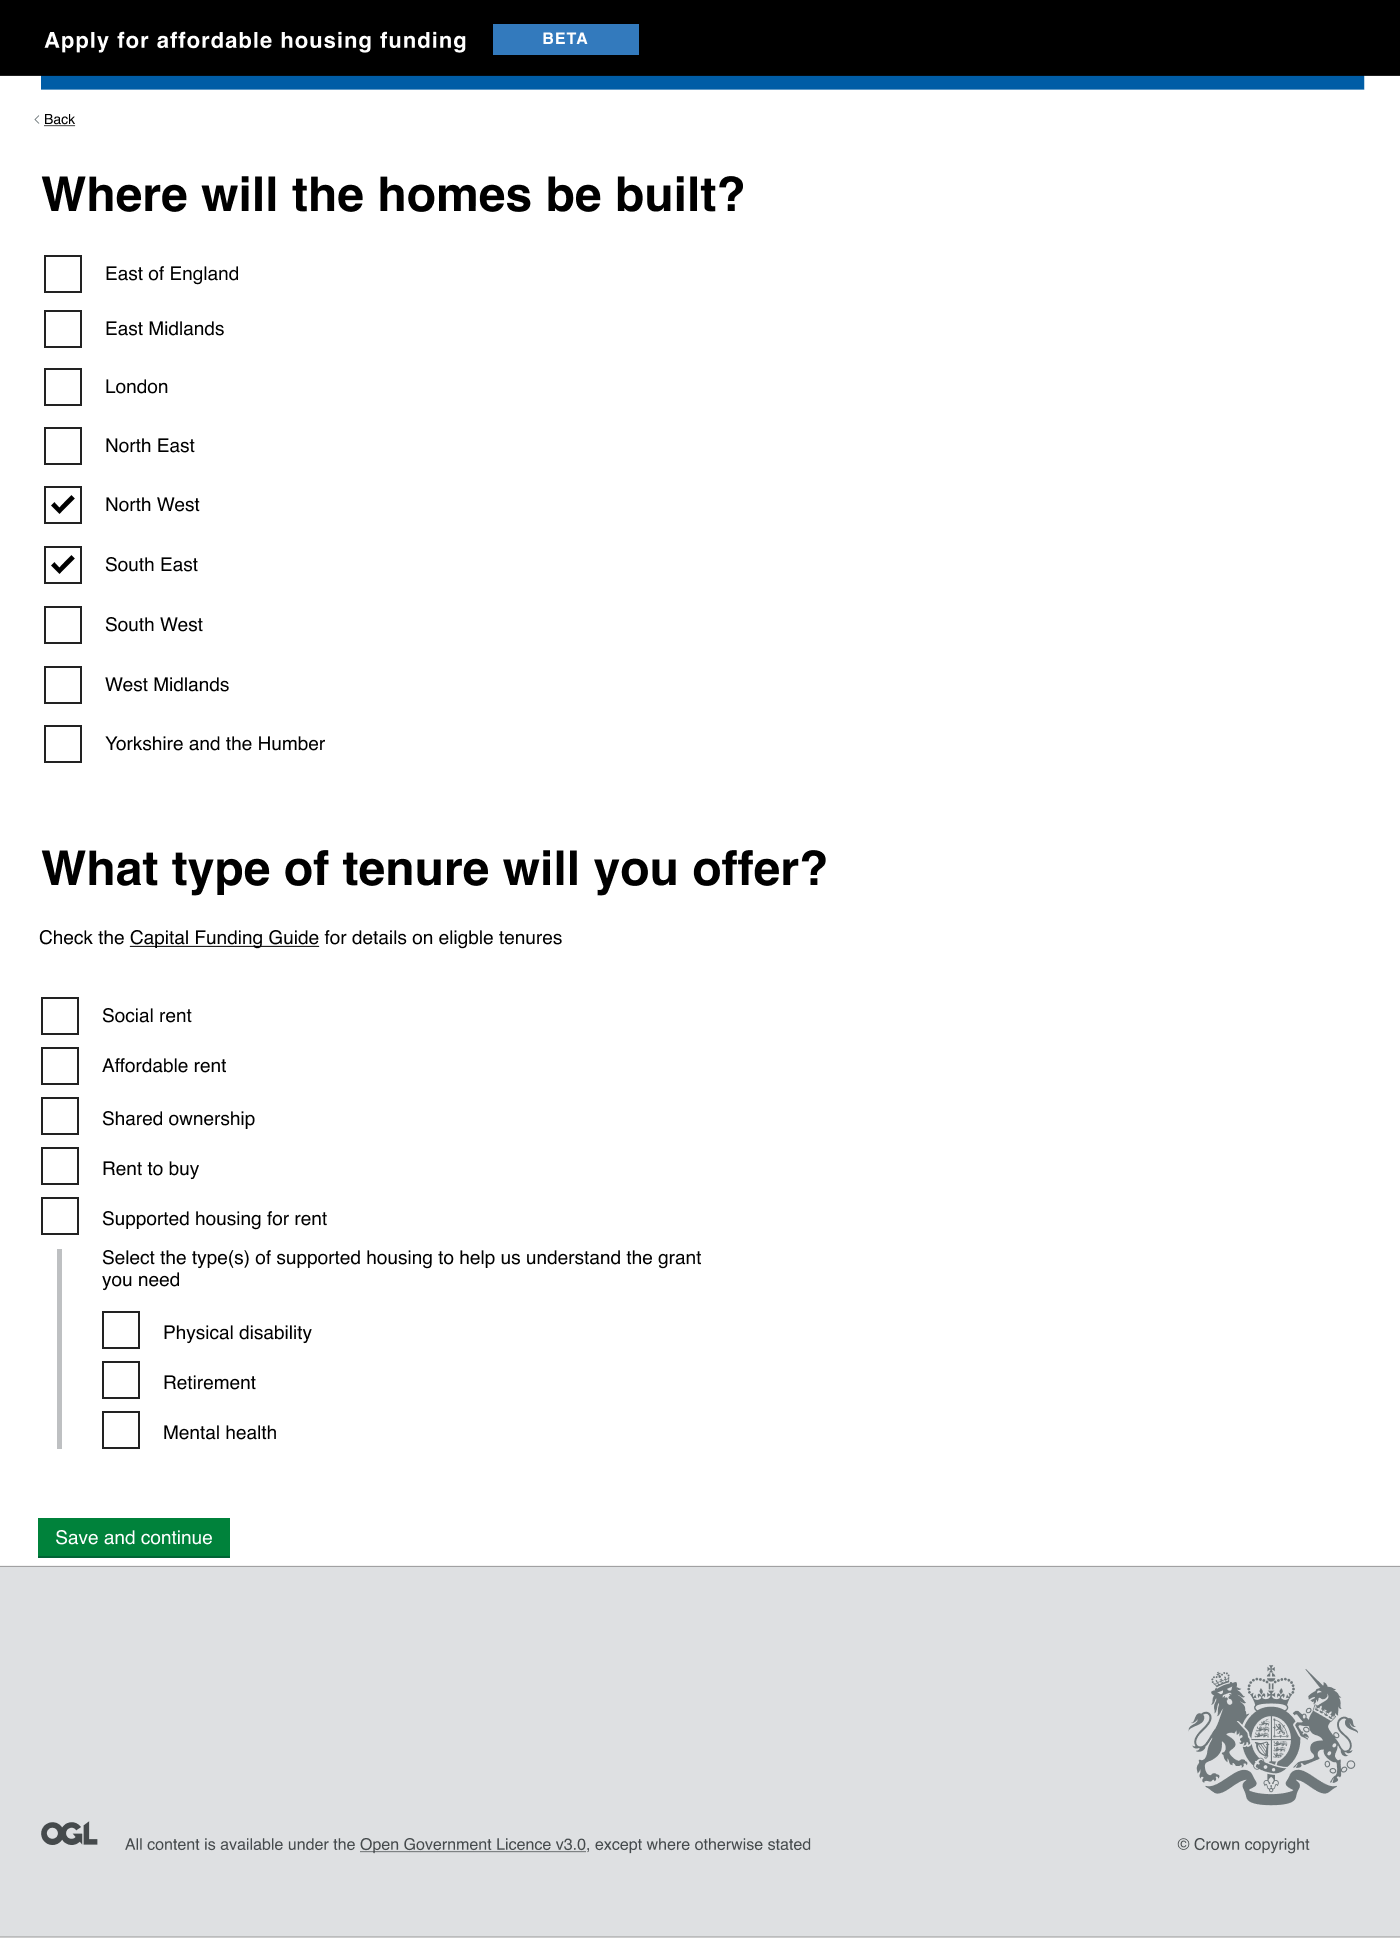 Apply for affordable housing funding
BETA
Back
Where will the homes be built?
East of England
East Midlands
London
North East
North West
South East
South West
West Midlands
Yorkshire and the Humber
What type of tenure will you offer?
Check the Capital Funding Guide for details on eligble tenures
Social rent
Affordable rent
Shared ownership
Rent to buy
Supported housing for rent
Select the type(s) of supported housing to help us understand the grant
you need
Physical disability
Retirement
Mental health
Save and continue
OGL
All content is available under the Open Government Licence v3.0, except where otherwise stated
© Crown copyright